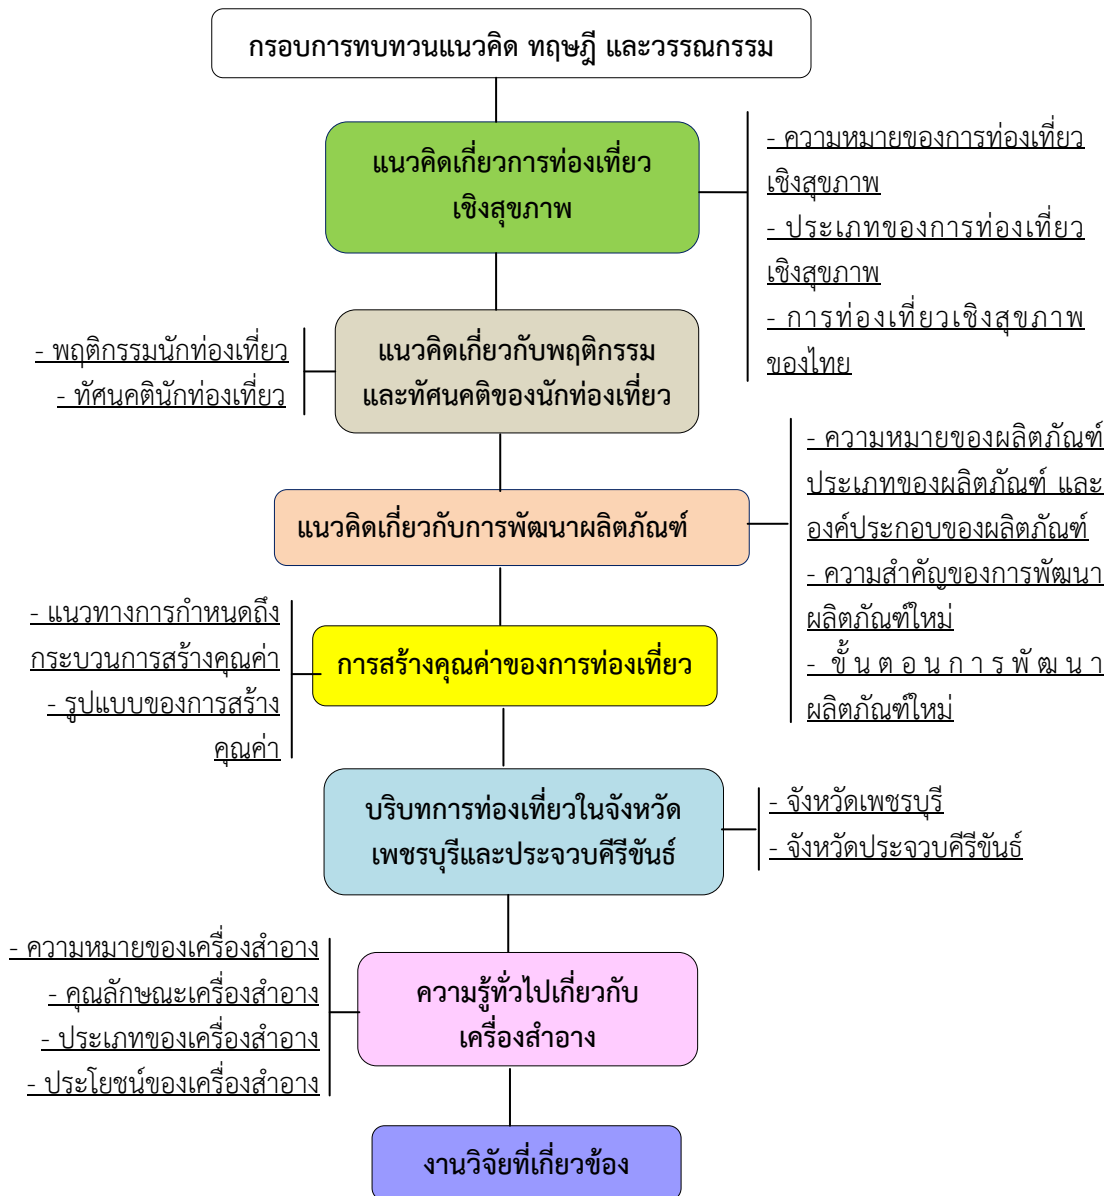 กรอบการทบทวนแนวคิด ทฤษฎี และวรรณกรรม
แนวคิดเกี่ยวการท่องเที่ยว
เชิงสุขภาพ
- ความหมายของการท่องเที่ยว
เชิงสุขภาพ
- ประเภทของการท่องเที่ยว
เชิงสุขภาพ
- การท่องเที่ยวเชิงสุขภาพ
ของไทย
แนวคิดเกี่ยวกับพฤติกรรม
และทัศนคติของนักท่องเที่ยว
- พฤติกรรมนักท่องเที่ยว
- ทัศนคตินักท่องเที่ยว
แนวคิดเกี่ยวกับการพัฒนาผลิตภัณฑ์
- ความหมายของผลิตภัณฑ์
ประเภทของผลิตภัณฑ์ และ
องค์ประกอบของผลิตภัณฑ์
- ความสำคัญของการพัฒนา
ผลิตภัณฑ์ใหม่
- ขั้นตอนการพัฒนา
ผลิตภัณฑ์ใหม่
การสร้างคุณค่าของการท่องเที่ยว
- แนวทางการกำหนดถึง
กระบวนการสร้างคุณค่า
- รูปแบบของการสร้าง
คุณค่า
บริบทการท่องเที่ยวในจังหวัด
เพชรบุรีและประจวบคีรีขันธ์
- จังหวัดเพชรบุรี
- จังหวัดประจวบคีรีขันธ์
ความรู้ทั่วไปเกี่ยวกับ
เครื่องสำอาง
- ความหมายของเครื่องสำอาง
- คุณลักษณะเครื่องสำอาง
- ประเภทของเครื่องสำอาง
- ประโยชน์ของเครื่องสำอาง
งานวิจัยที่เกี่ยวข้อง